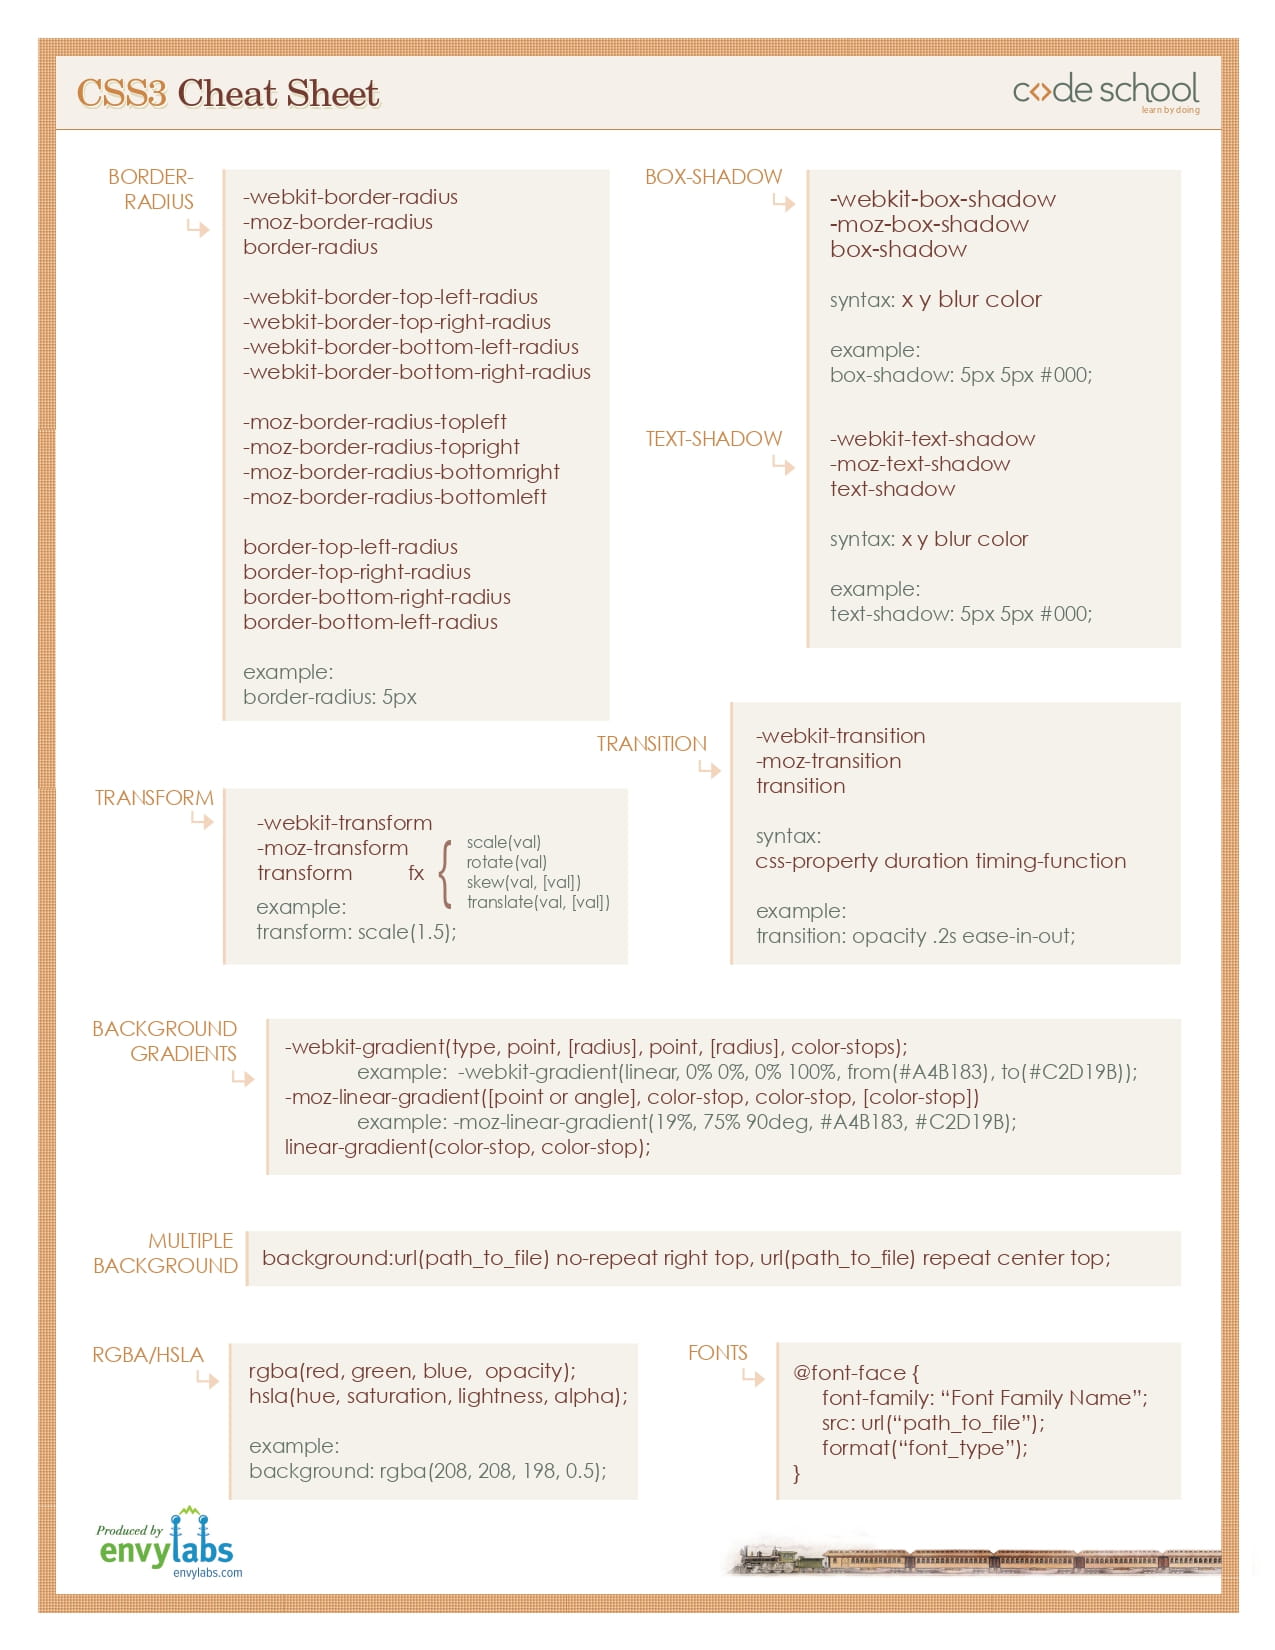 CSS3 Cheat Sheet
code school
learn by doing
BORDER-
RADIUS
-webkit-border-radius
-moz-border-radius
border-radius
-webkit-border-top-left-radius
-webkit-border-top-right-radius
-webkit-border-bottom-left-radius
-webkit-border-bottom-right-radius
-moz-border-radius-topleft
-moz-border-radius-topright
-moz-border-radius-bottomright
-moz-border-radius-bottomleft
border-top-left-radius
border-top-right-radius
border-bottom-right-radius
border-bottom-left-radius
example:
border-radius: 5px
BOX-SHADOW
-webkit-box-shadow
-moz-box-shadow
box-shadow
syntax: x y blur color
example:
box-shadow: 5px 5px #000;
TEXT-SHADOW
-webkit-text-shadow
-moz-text-shadow
text-shadow
syntax: x y blur color
example:
text-shadow: 5px 5px #000;
TRANSITION
-webkit-transition
-moz-transition
transition
syntax:
css-property duration timing-function
example:
transition: opacity .2s ease-in-out;
TRANSFORM
-webkit-transform
-moz-transform
transform fx {
scale(val)
rotate(val)
skew(val, [val])
translate(val, [val])
example:
transform: scale(1.5);
BACKGROUND
GRADIENTS
-webkit-gradient(type, point, [radius], point, [radius], color-stops);
example: -webkit-gradient(linear, 0% 0%, 0% 100%, from(#A4B183), to(#C2D19B));
-moz-linear-gradient([point or angle], color-stop, color-stop, [color-stop])
example: -moz-linear-gradient(19%, 75% 90deg, #A4B183, #C2D19B);
linear-gradient(color-stop, color-stop);
MULTIPLE
BACKGROUND
background:url(path_to_file) no-repeat right top, url(path_to_file) repeat center top;
RGBA/HSLA
rgba(red, green, blue, opacity);
hsla(hue, saturation, lightness, alpha);
example:
background: rgba(208, 208, 198, 0.5);
FONTS
@font-face {
font-family: “Font Family Name”;
src: url(“path_to_file”);
format(“font_type”);
}
Produced by
envylabs
envylabs.com